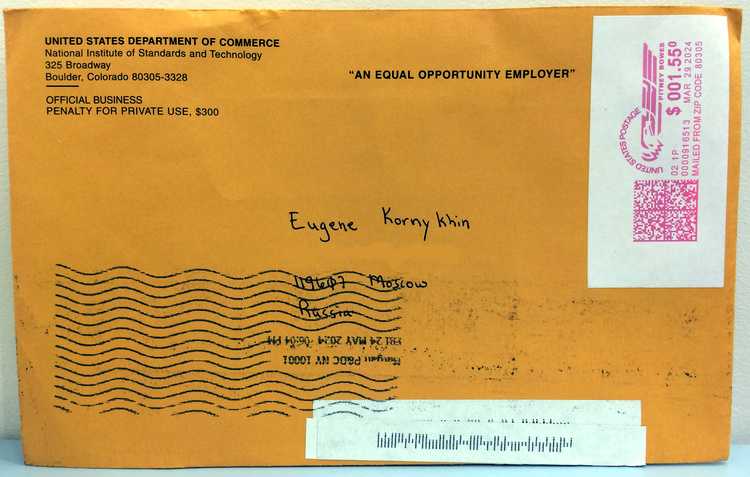 UNITED STATES DEPARTMENT OF COMMERCE
National Institute of Standards and Technology
325 Broadway
Boulder, Colorado 80305-3328
OFFICIAL BUSINESS
PENALTY FOR PRIVATE USE, $300
"AN EQUAL OPPORTUNITY EMPLOYER"
UNITED STATES POSTAGE
PITNEY BOWES
02 1P
$ 001.55⁰
0000916513 MAR 29 2024
MAILED FROM ZIP CODE 80305
Eugene Kornykhin
119607 Moscow
Russia
FRI 24 MAY 2024 06:04 PM
P&DC NY 10001